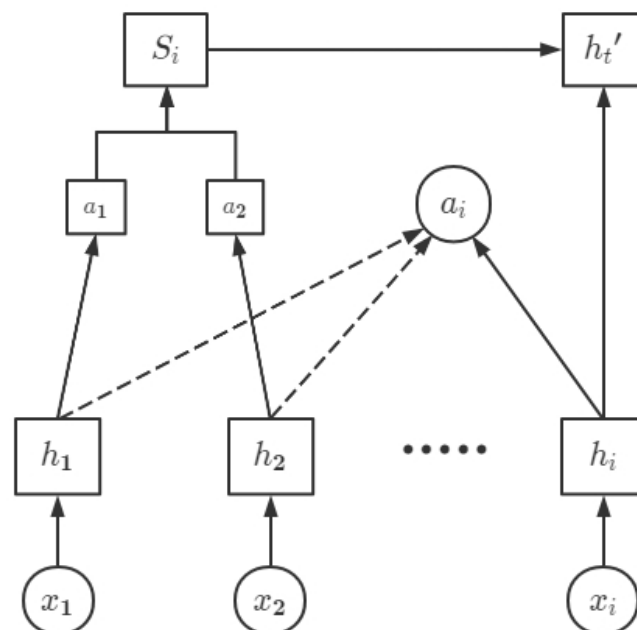 S_i h_t'
a_1 a_2 a_i
h_1 h_2 ..... h_i
x_1 x_2 x_i